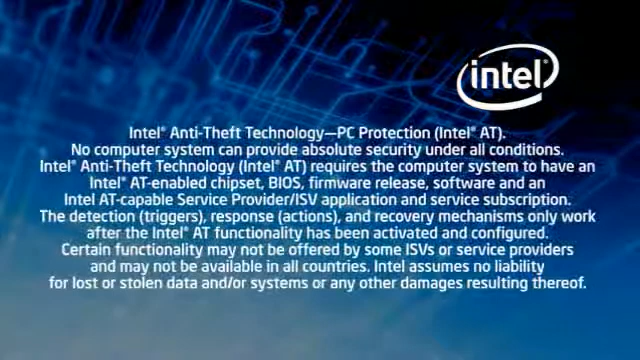 intel®
Intel® Anti-Theft Technology—PC Protection (Intel® AT).
No computer system can provide absolute security under all conditions.
Intel® Anti-Theft Technology (Intel® AT) requires the computer system to have an
Intel® AT-enabled chipset, BIOS, firmware release, software and an
Intel AT-capable Service Provider/ISV application and service subscription.
The detection (triggers), response (actions), and recovery mechanisms only work
after the Intel® AT functionality has been activated and configured.
Certain functionality may not be offered by some ISVs or service providers
and may not be available in all countries. Intel assumes no liability
for lost or stolen data and/or systems or any other damages resulting thereof.